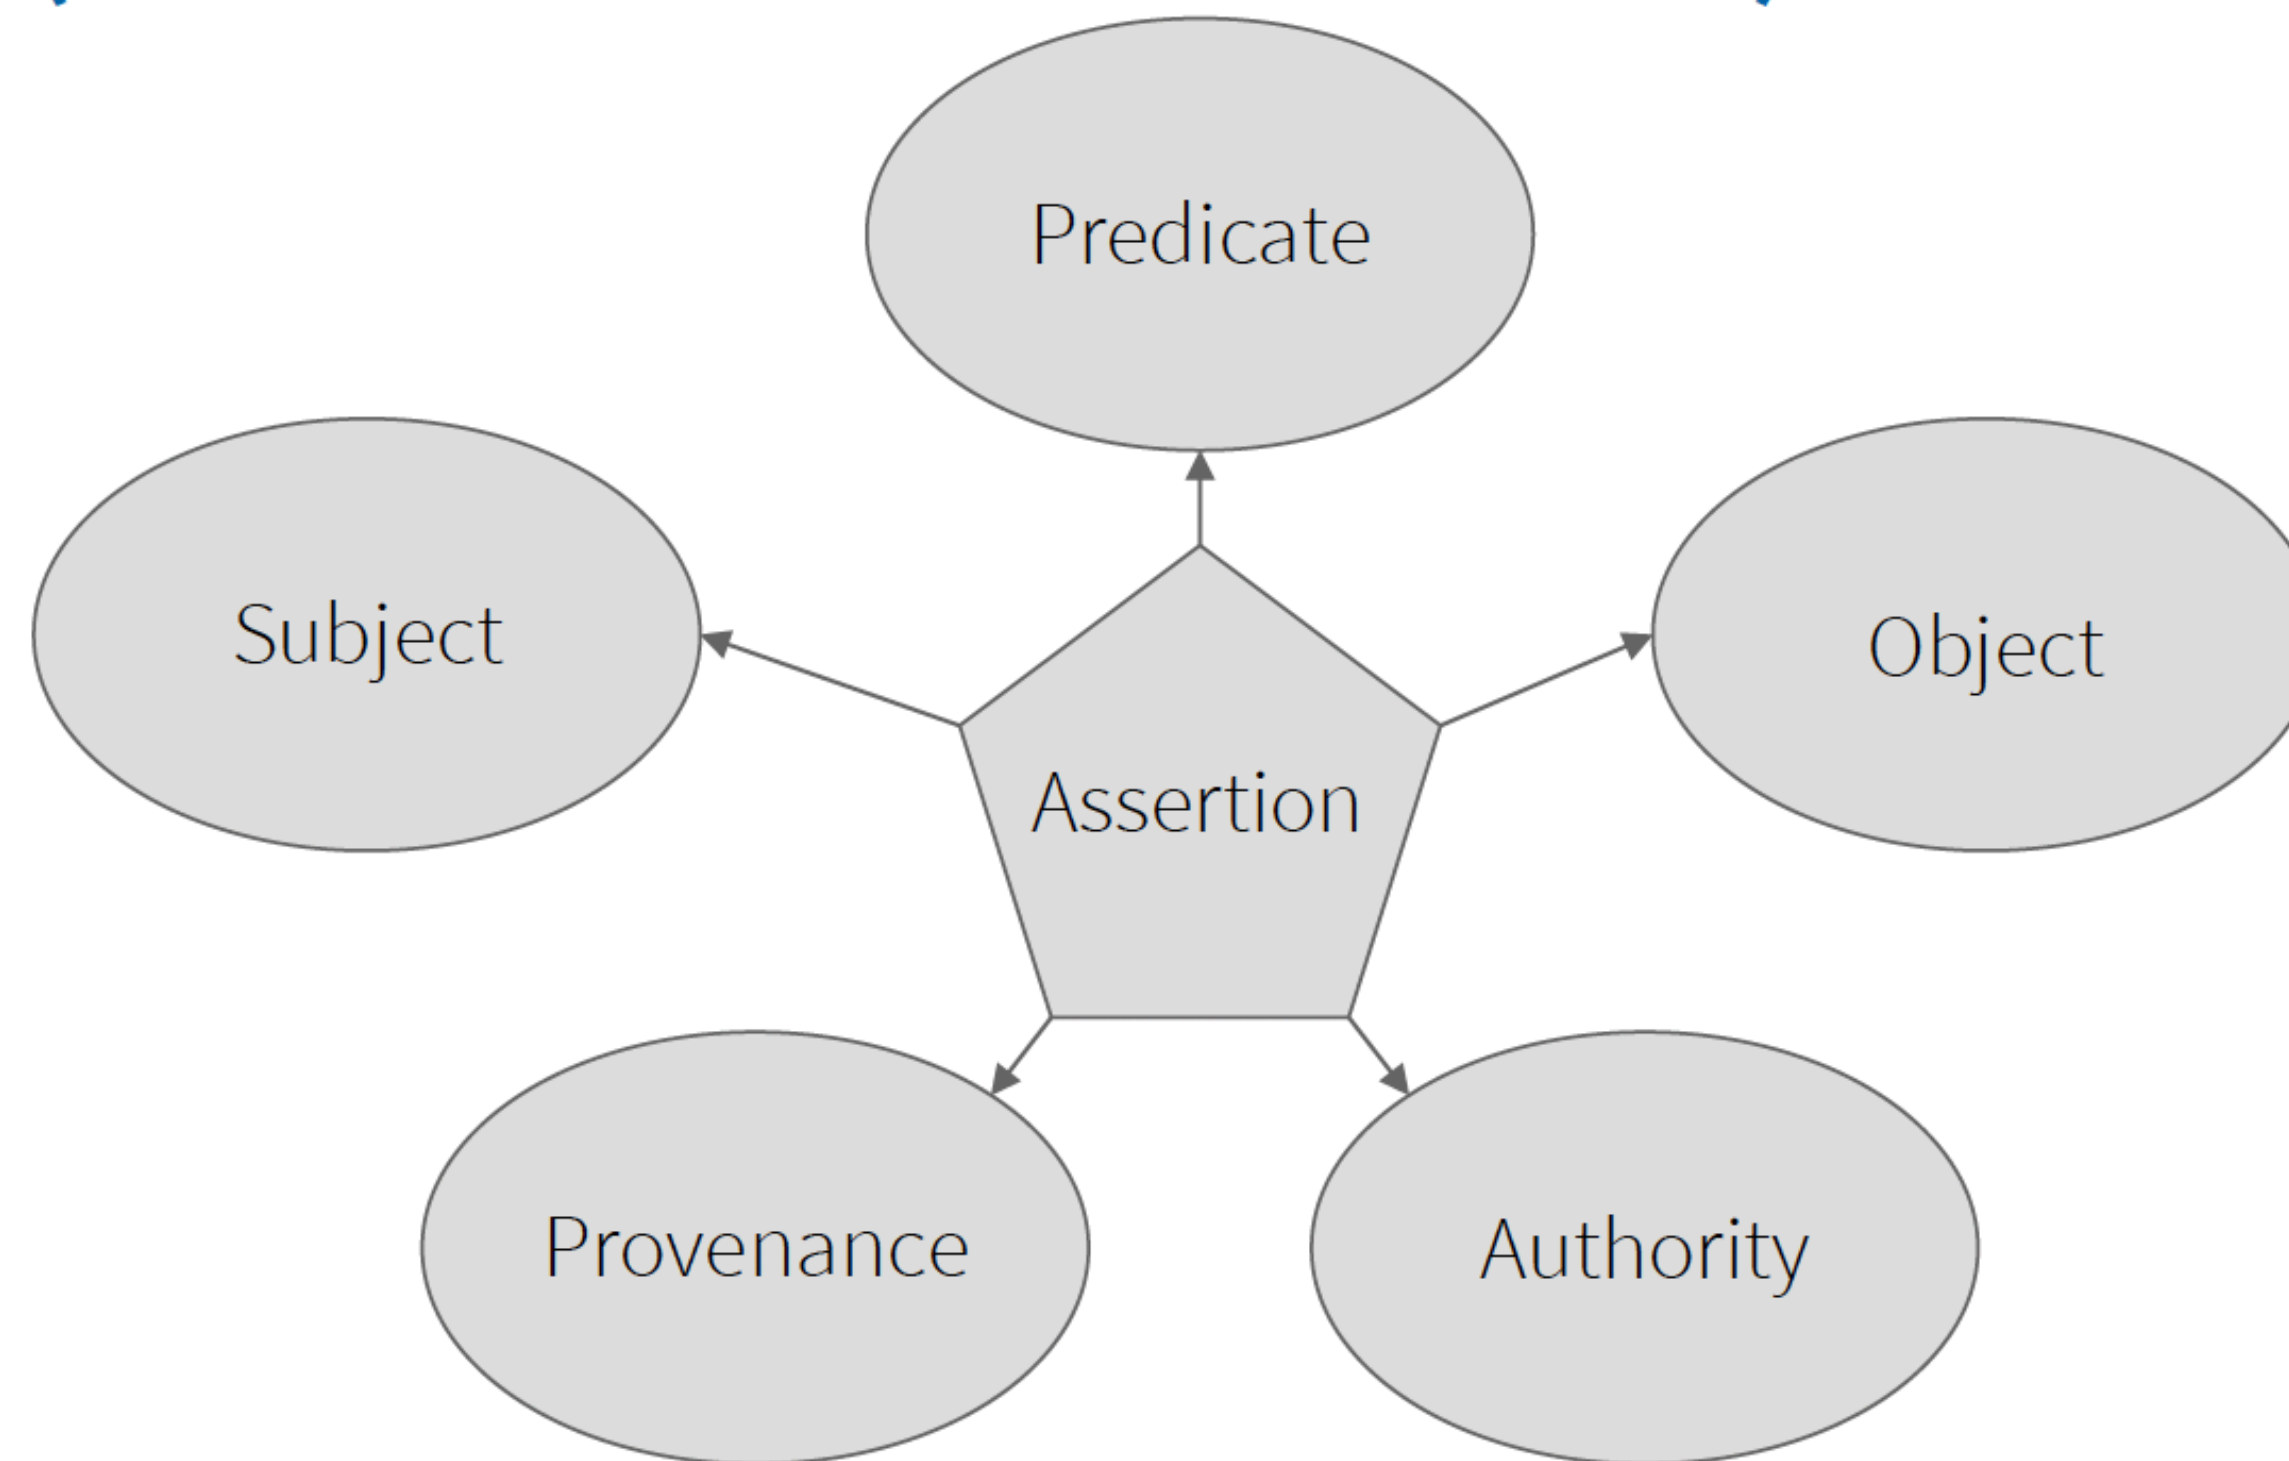 Predicate
Subject
Object
Assertion
Provenance
Authority